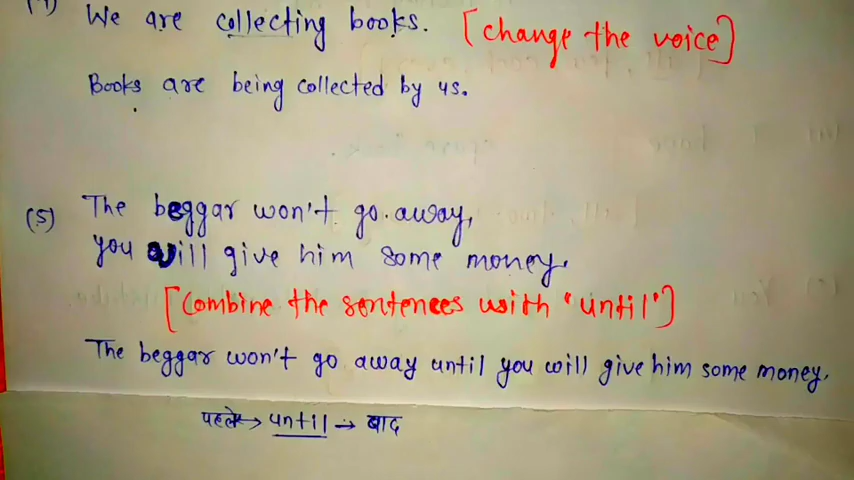 (4) We are collecting books. [change the voice]
Books are being collected by us.
(5) The beggar won't go away,
you will give him some money.
[Combine the sentences with "until"]
The beggar won't go away until you will give him some money.
पहले → until → बाद